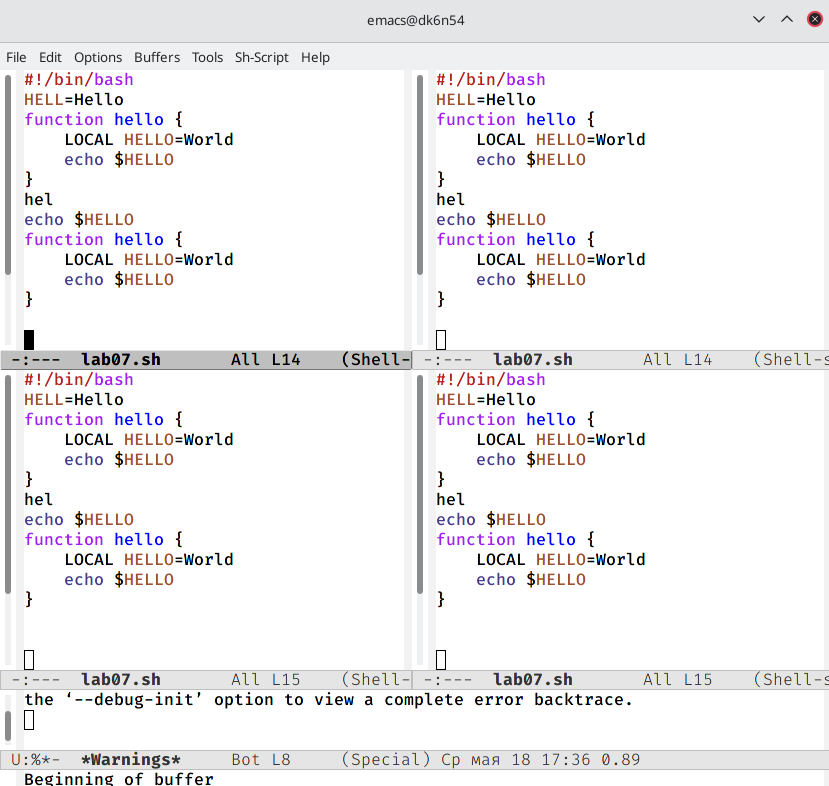 emacs@dk6n54
File Edit Options Buffers Tools Sh-Script Help
#!/bin/bash
HELL=Hello
function hello {
    LOCAL HELLO=World
    echo $HELLO
}
hel
echo $HELLO
function hello {
    LOCAL HELLO=World
    echo $HELLO
}
-:--- lab07.sh All L14 (Shell-
#!/bin/bash
HELL=Hello
function hello {
    LOCAL HELLO=World
    echo $HELLO
}
hel
echo $HELLO
function hello {
    LOCAL HELLO=World
    echo $HELLO
}
-:--- lab07.sh All L14 (Shell-s
#!/bin/bash
HELL=Hello
function hello {
    LOCAL HELLO=World
    echo $HELLO
}
hel
echo $HELLO
function hello {
    LOCAL HELLO=World
    echo $HELLO
}
-:--- lab07.sh All L15 (Shell-
#!/bin/bash
HELL=Hello
function hello {
    LOCAL HELLO=World
    echo $HELLO
}
hel
echo $HELLO
function hello {
    LOCAL HELLO=World
    echo $HELLO
}
-:--- lab07.sh All L15 (Shell-s
the ‘--debug-init’ option to view a complete error backtrace.
U:%*- *Warnings* Bot L8 (Special) Ср мая 18 17:36 0.89
Beginning of buffer